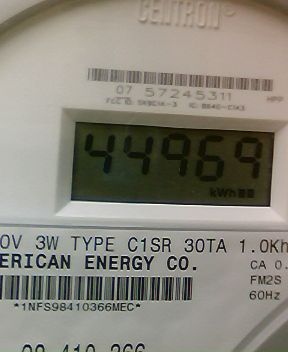 CENTRON®
07 57245311
44969
kWh
0V 3W TYPE C1SR 30TA 1.0Kh
ERICAN ENERGY CO.
CA 0.
FM2S
60Hz
*1NFS98410366MEC*